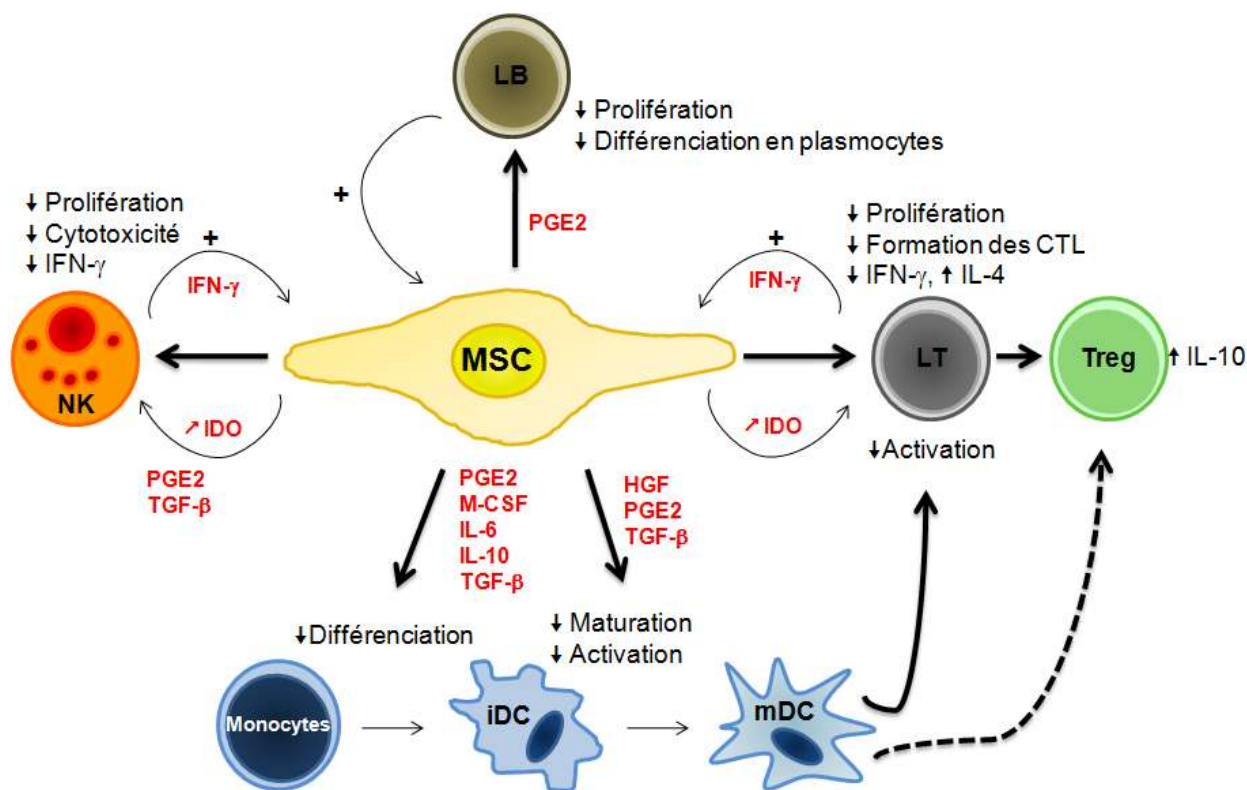 LB
↓ Prolifération
↓ Différenciation en plasmocytes
+
PGE2
↓ Prolifération
↓ Cytotoxicité
↓ IFN-γ
+
IFN-γ
NK
↗ IDO
PGE2
TGF-β
MSC
↓ Prolifération
↓ Formation des CTL
↓ IFN-γ, ↑ IL-4
+
IFN-γ
LT
Treg
↑ IL-10
↗ IDO
↓Activation
PGE2
M-CSF
IL-6
IL-10
TGF-β
HGF
PGE2
TGF-β
↓Différenciation
↓ Maturation
↓ Activation
Monocytes
iDC
mDC